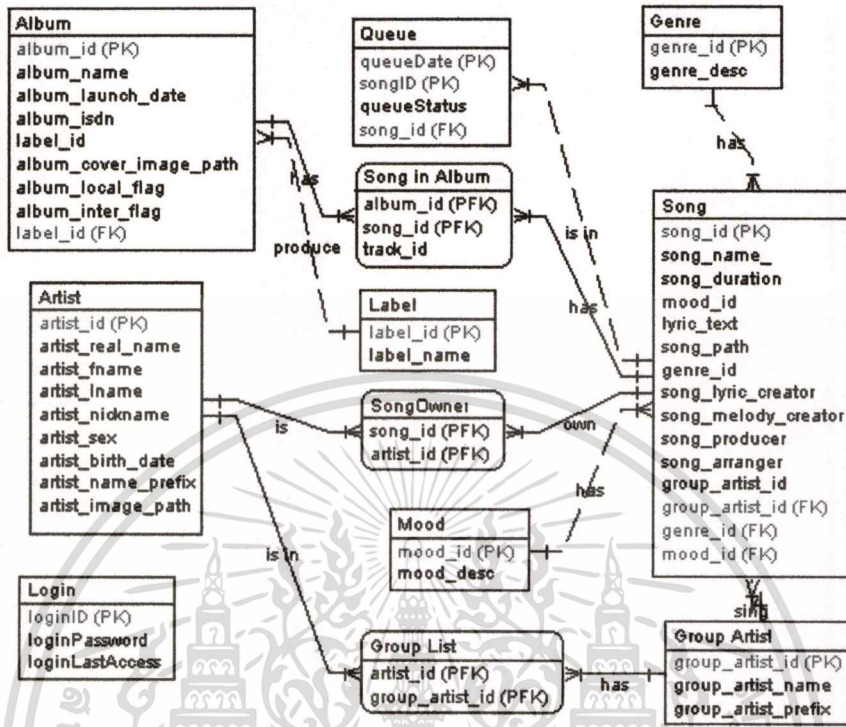 Album
album_id (PK)
album_name
album_launch_date
album_isdn
label_id
album_cover_image_path
album_local_flag
album_inter_flag
label_id (FK)
Queue
queueDate (PK)
songID (PK)
queueStatus
song_id (FK)
Genre
genre_id (PK)
genre_desc
has
has
Song in Album
album_id (PFK)
song_id (PFK)
track_id
is in
produce
has
Song
song_id (PK)
song_name_
song_duration
mood_id
lyric_text
song_path
genre_id
song_lyric_creator
song_melody_creator
song_producer
song_arranger
group_artist_id
group_artist_id (FK)
genre_id (FK)
mood_id (FK)
Artist
artist_id (PK)
artist_real_name
artist_fname
artist_lname
artist_nickname
artist_sex
artist_birth_date
artist_name_prefix
artist_image_path
Label
label_id (PK)
label_name
is
SongOwner
song_id (PFK)
artist_id (PFK)
own
has
Mood
mood_id (PK)
mood_desc
is in
Login
loginID (PK)
loginPassword
loginLastAccess
Group List
artist_id (PFK)
group_artist_id (PFK)
has
sing
Group Artist
group_artist_id (PK)
group_artist_name
group_artist_prefix